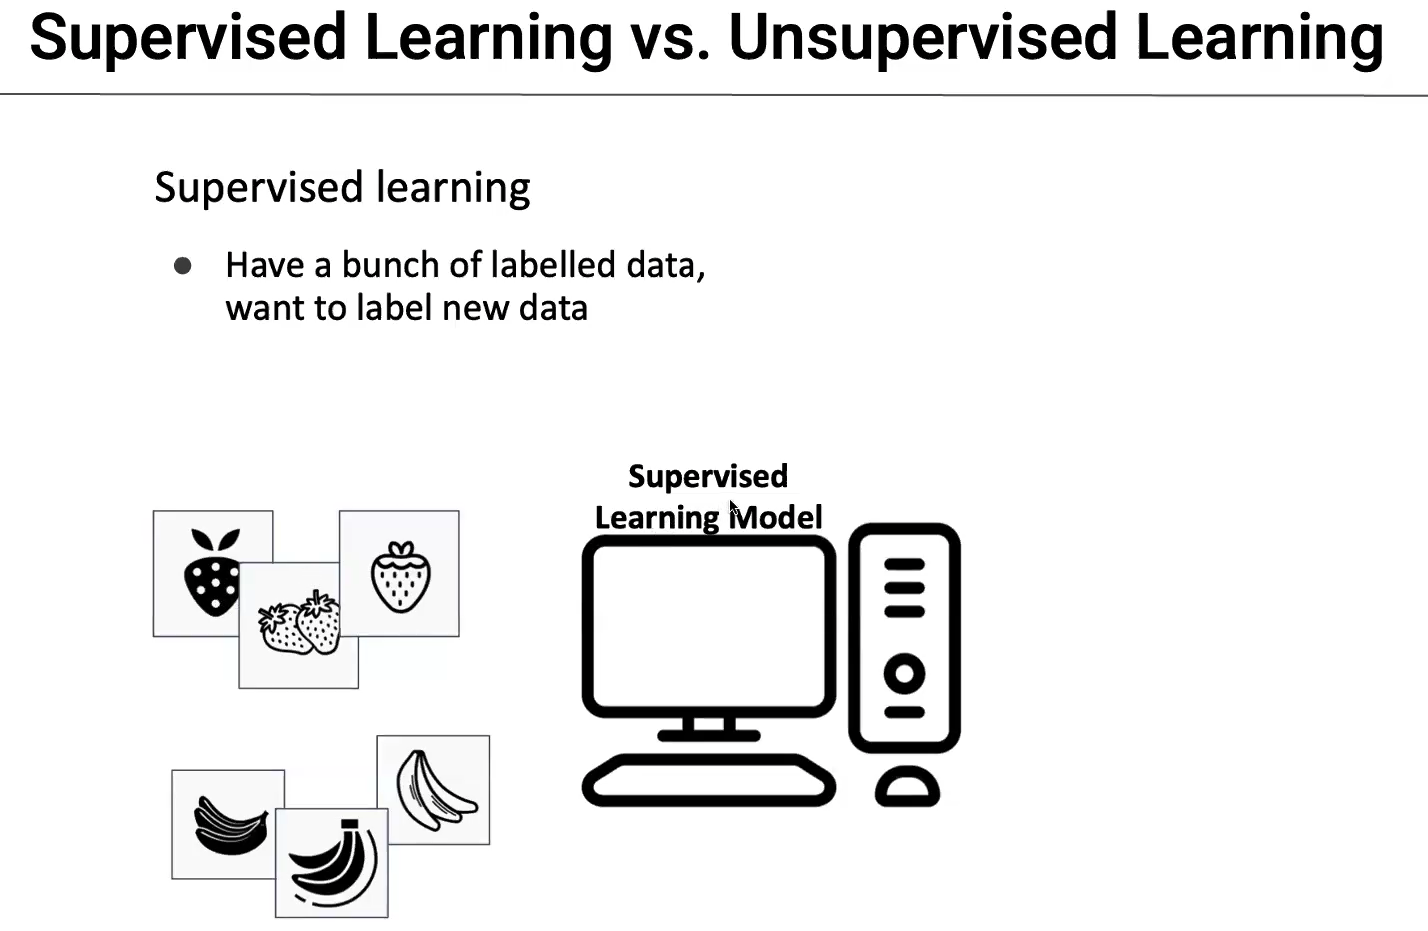 Supervised Learning vs. Unsupervised Learning
Supervised learning
● Have a bunch of labelled data,
want to label new data
Supervised
Learning Model